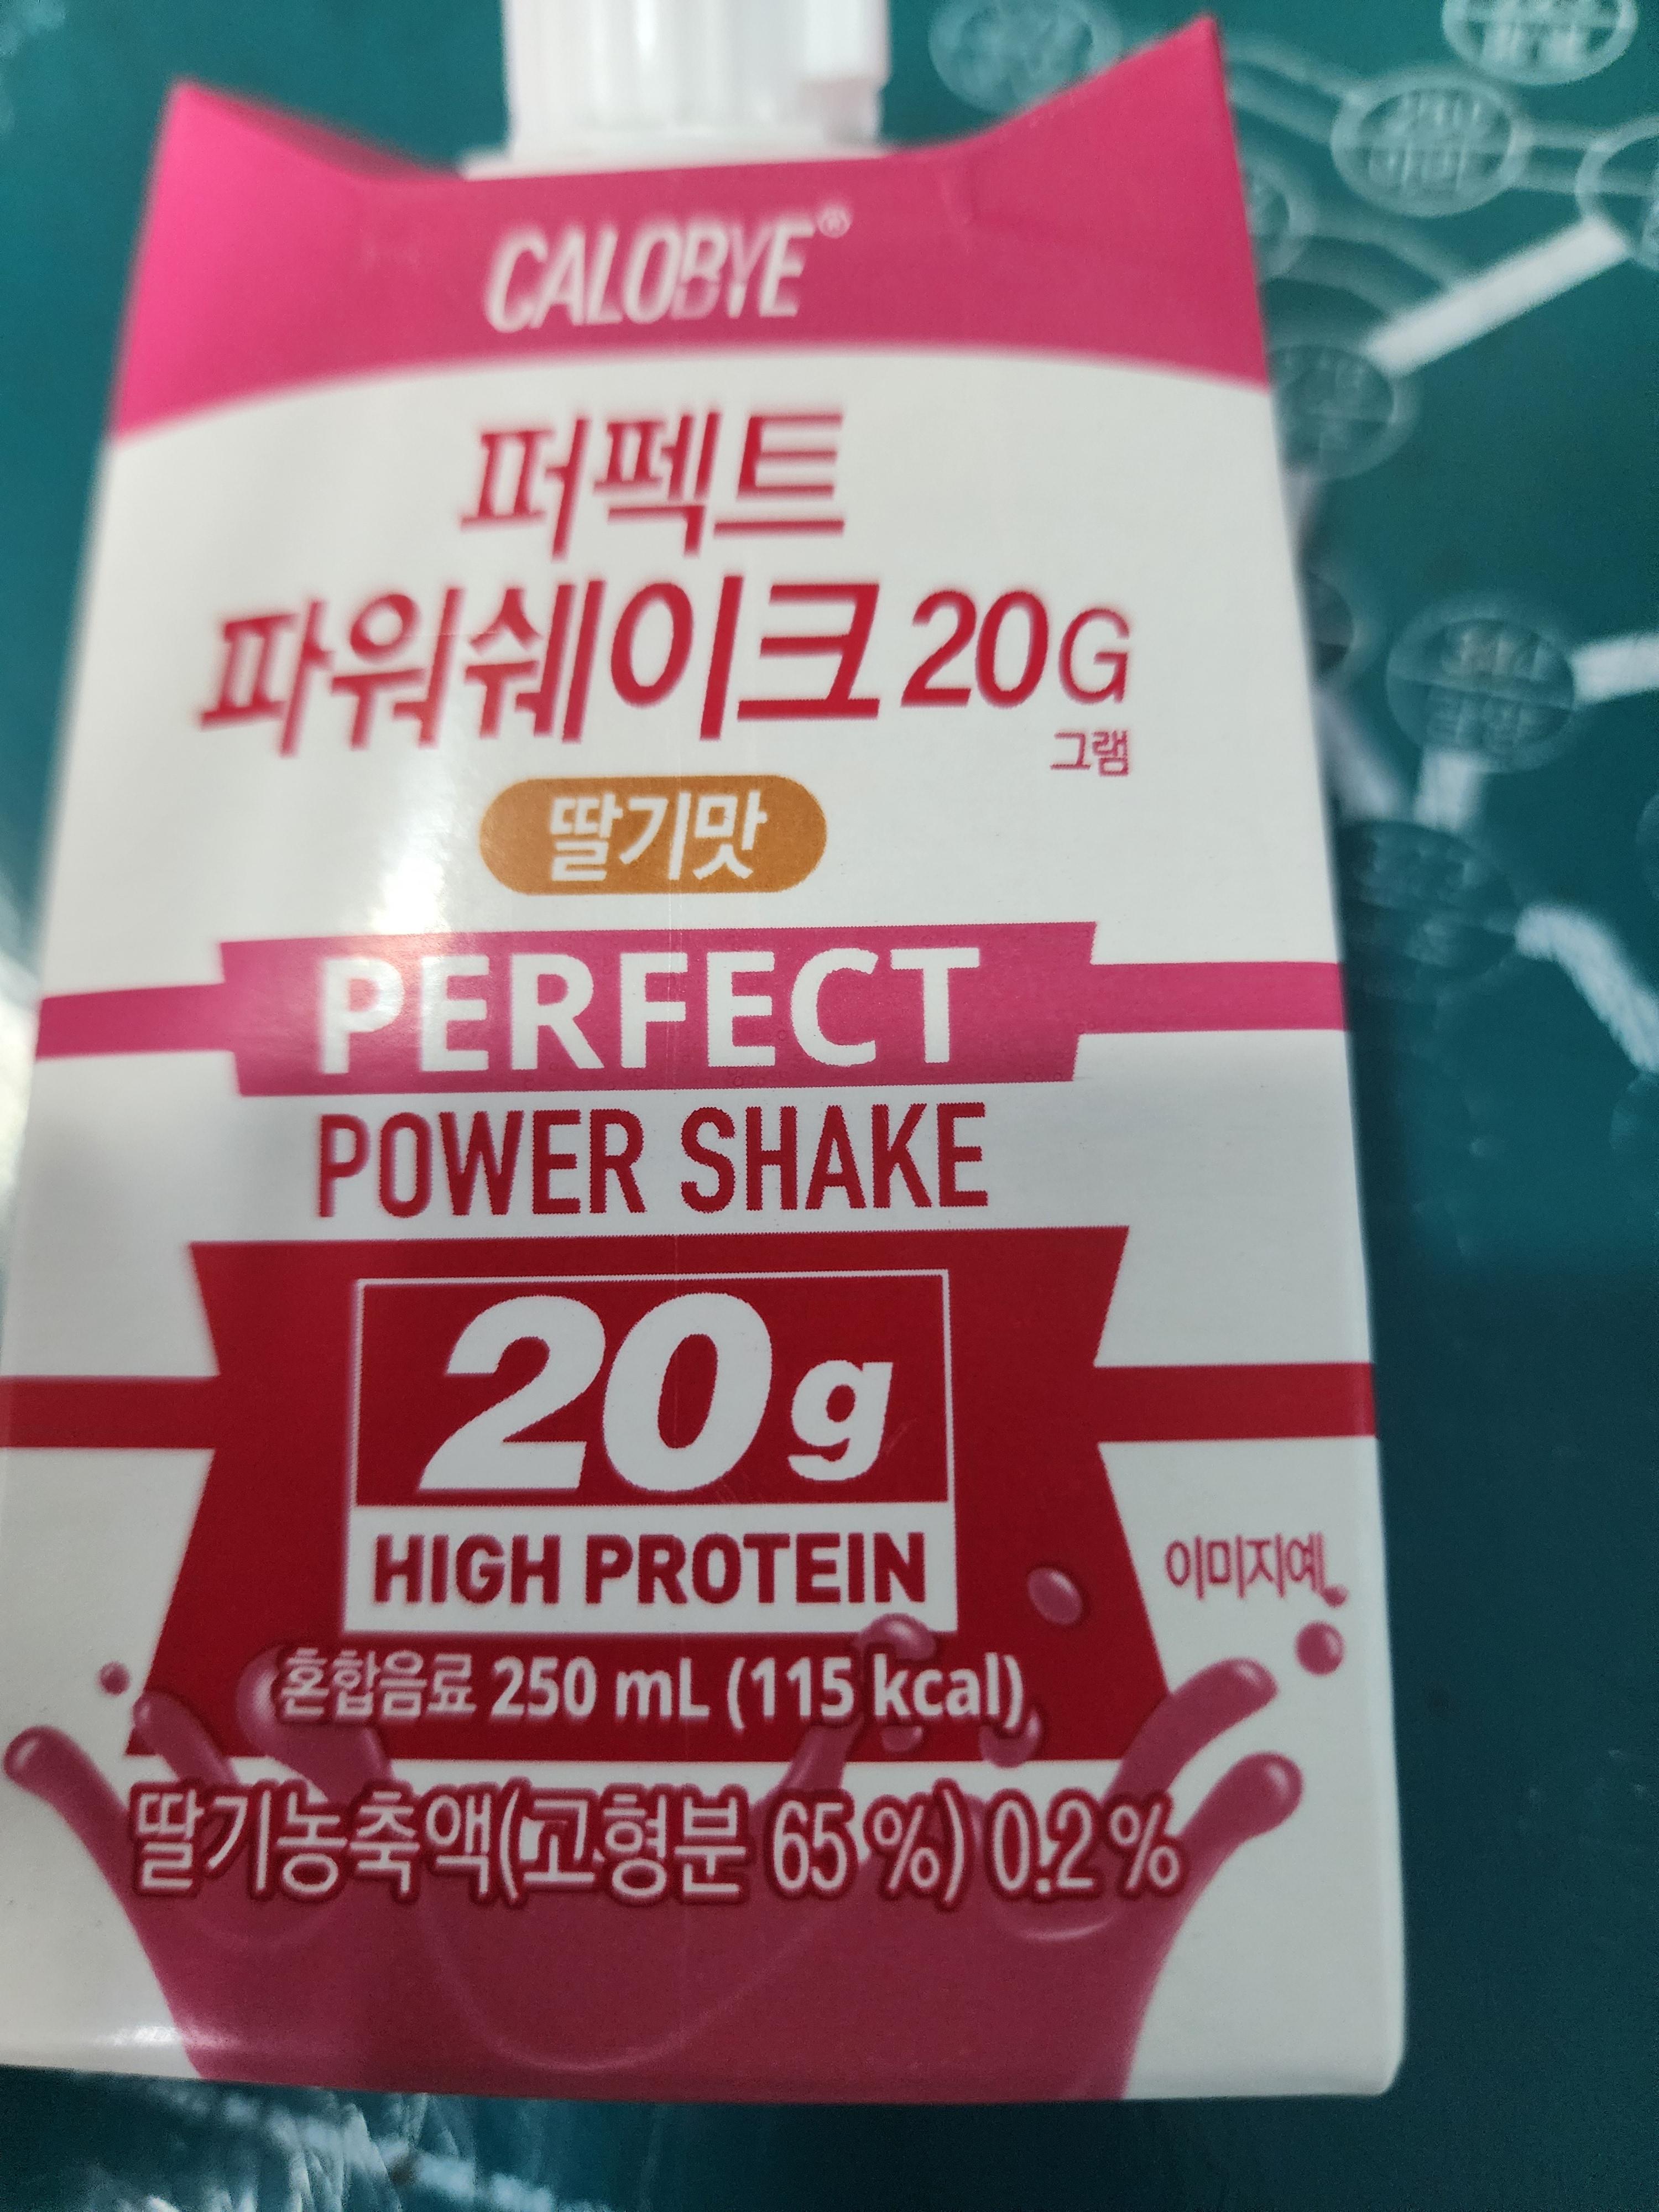 CALOBYE®
퍼펙트
파워쉐이크 20G
그램
딸기맛
PERFECT
POWER SHAKE
20g
HIGH PROTEIN
이미지예
혼합음료 250 mL (115 kcal)
딸기농축액(고형분 65 %) 0.2 %